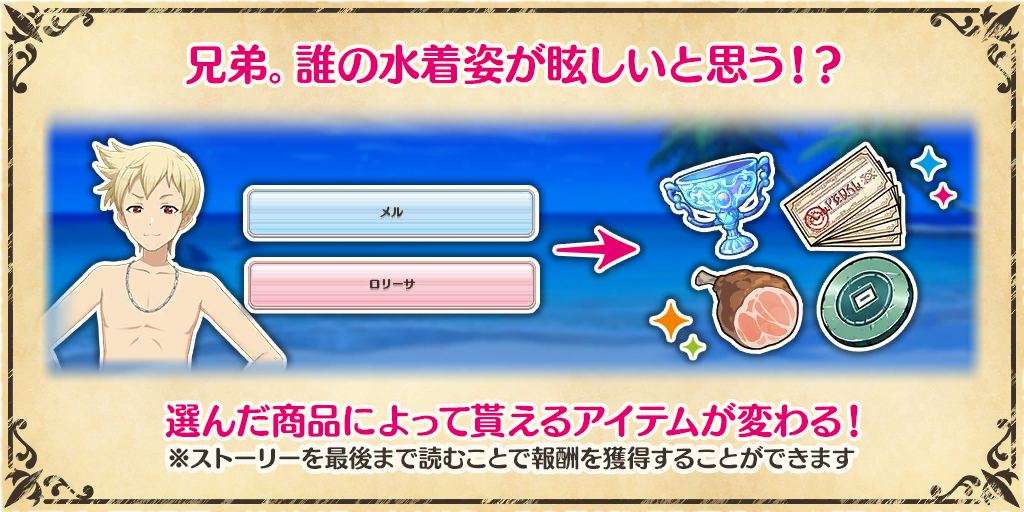 兄弟。誰の水着姿が眩しいと思う！？
メル
ロリーサ
選んだ商品によって貰えるアイテムが変わる！
※ストーリーを最後まで読むことで報酬を獲得することができます